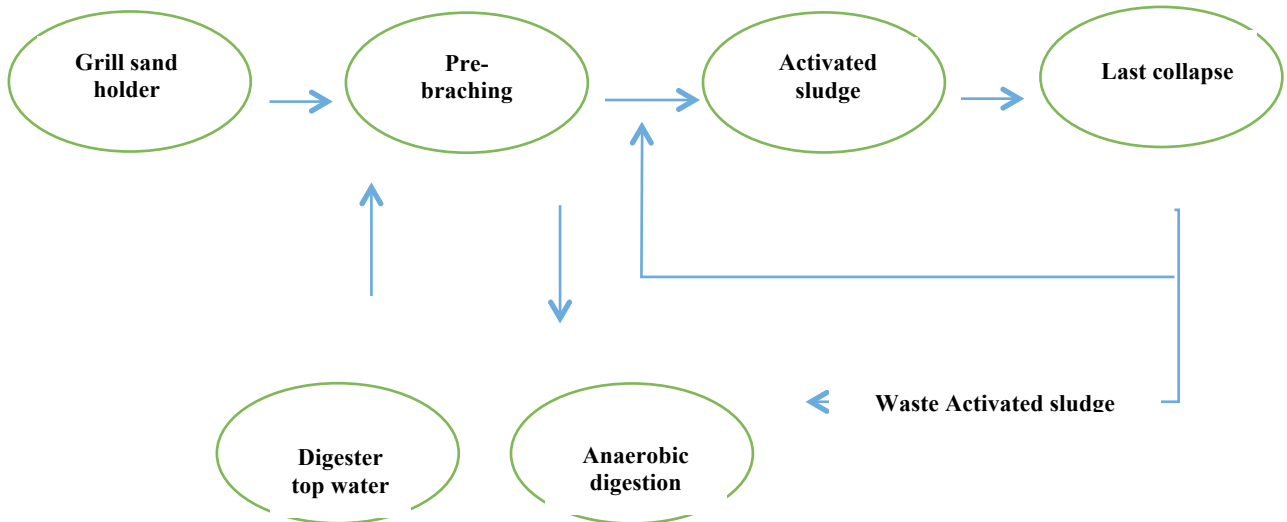 Grill sand
holder
Pre-
braching
Activated
sludge
Last collapse
Waste Activated sludge
Digester
top water
Anaerobic
digestion